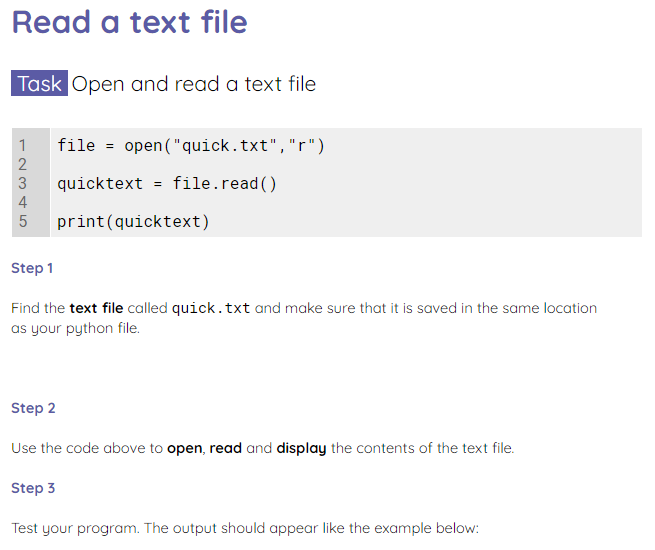 Read a text file
Task Open and read a text file
1 file = open("quick.txt","r")
2
3 quicktext = file.read()
4
5 print(quicktext)
Step 1
Find the text file called quick.txt and make sure that it is saved in the same location
as your python file.
Step 2
Use the code above to open, read and display the contents of the text file.
Step 3
Test your program. The output should appear like the example below: